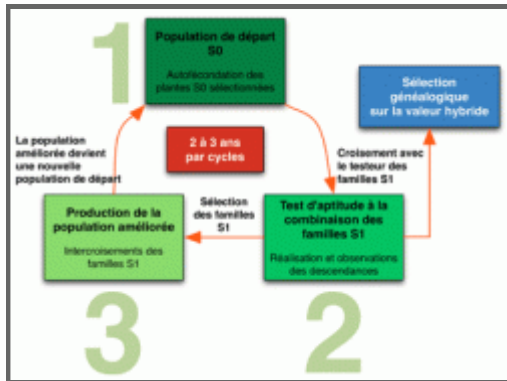 1
Population de départ
S0
Autofécondation des
plantes S0 sélectionnées
Sélection
généalogique
sur la valeur hybride
La population
améliorée devient
une nouvelle
population de départ
2 à 3 ans
par cycles
Croisement avec
le testeur des
familles S1
Production de la
population améliorée
Intercroisements des
familles S1
Sélection
des familles
S1
Test d'aptitude à la
combinaison des
familles S1
Réalisation et observations
des descendances
3
2